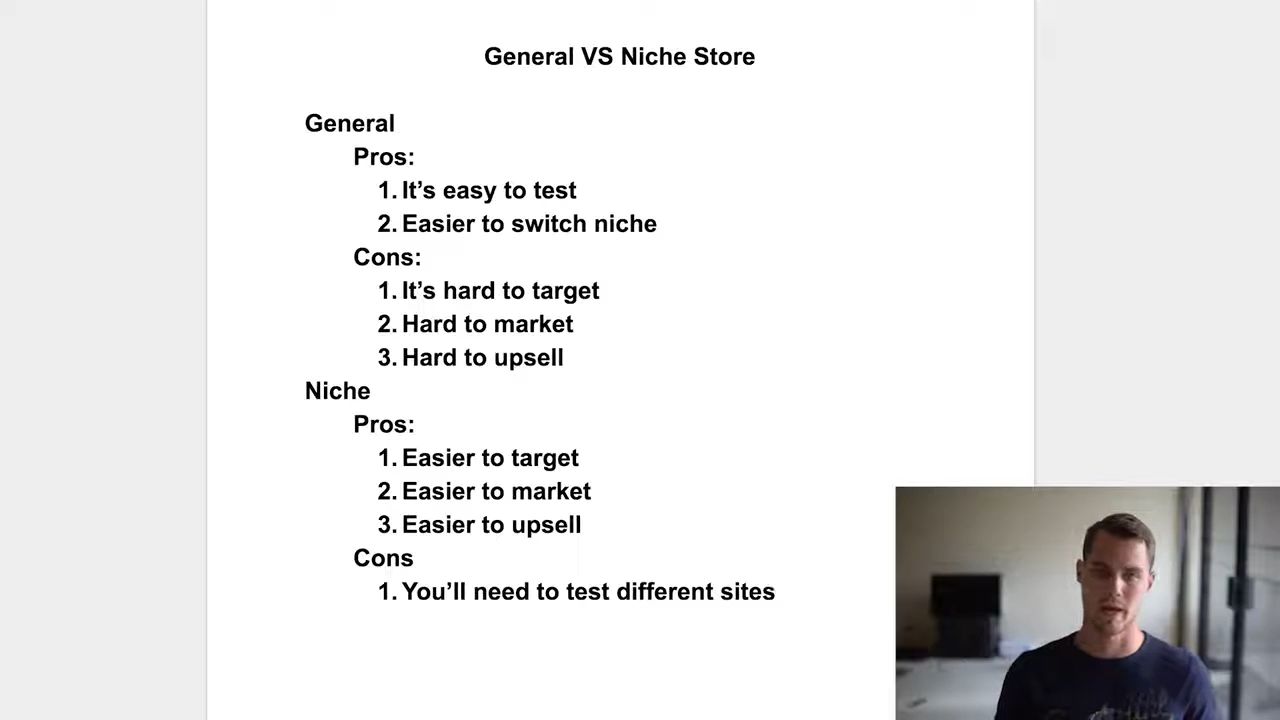 General VS Niche Store
General
Pros:
1. It’s easy to test
2. Easier to switch niche
Cons:
1. It’s hard to target
2. Hard to market
3. Hard to upsell
Niche
Pros:
1. Easier to target
2. Easier to market
3. Easier to upsell
Cons
1. You’ll need to test different sites